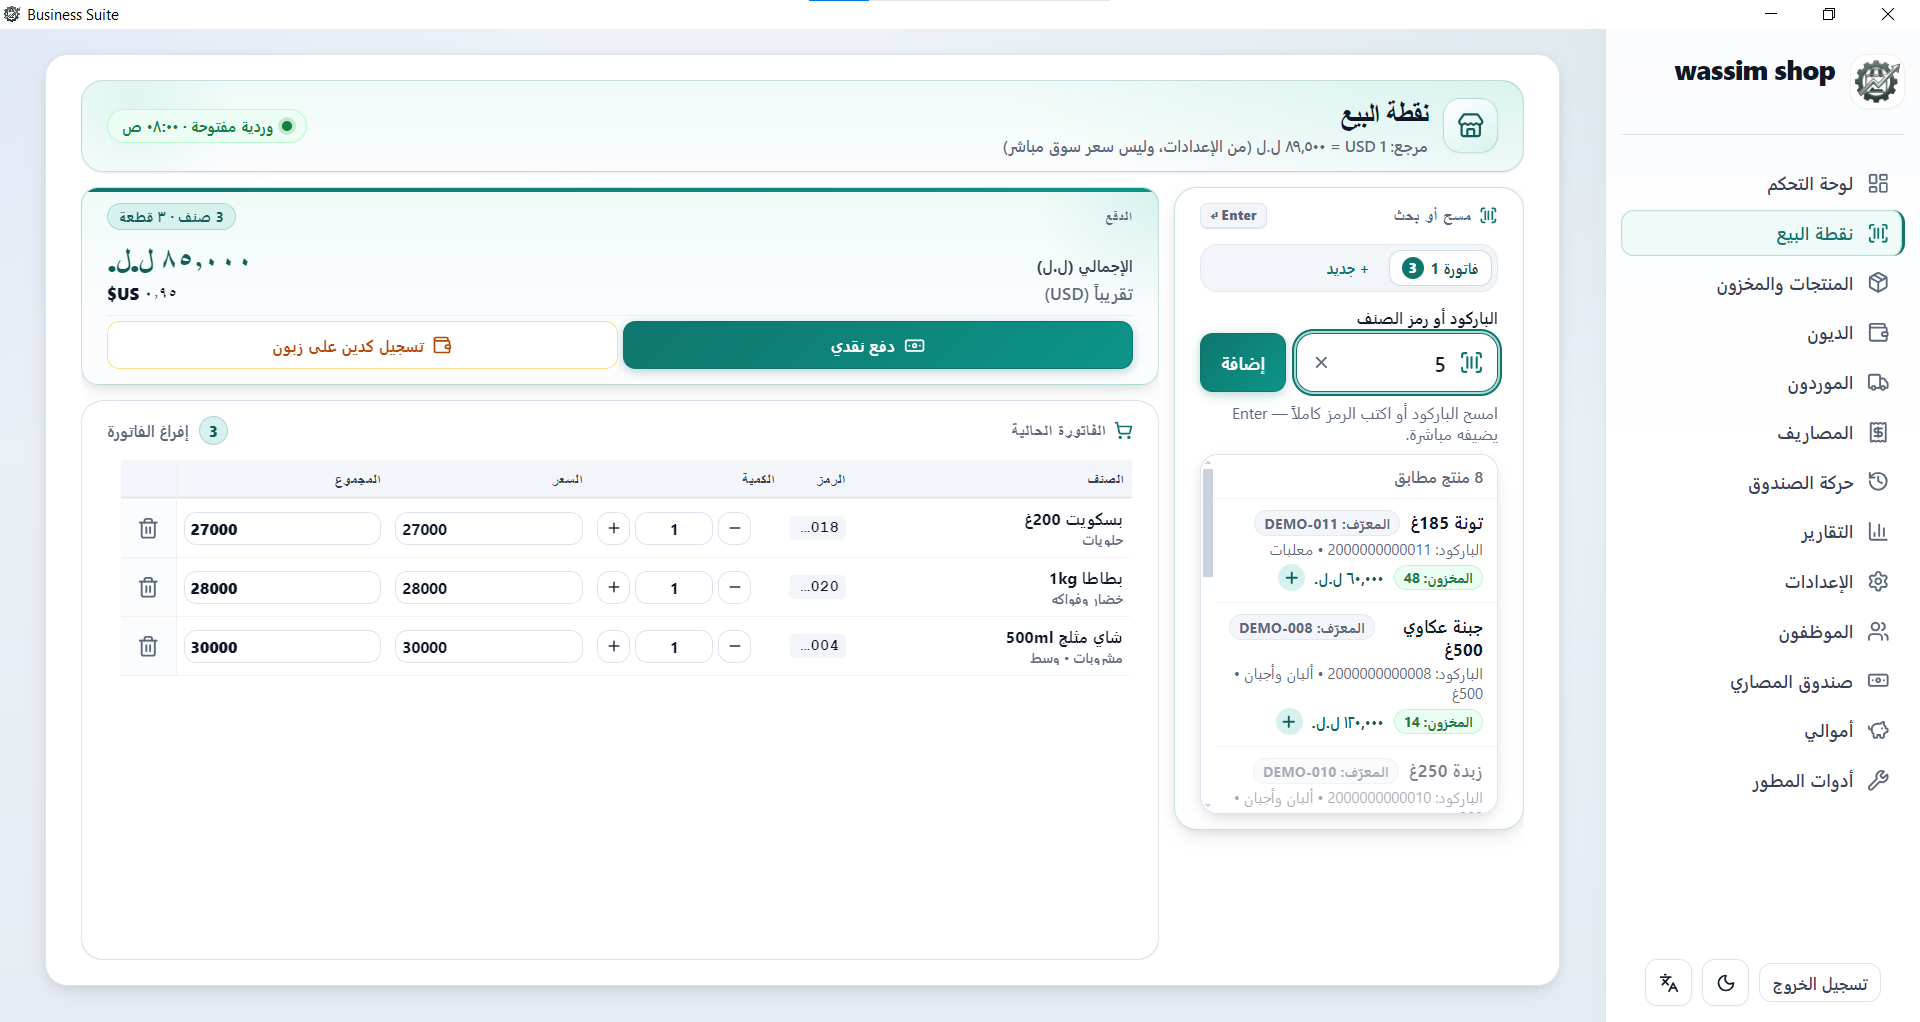 Business Suite
wassim shop
لوحة التحكم
نقطة البيع
المنتجات والمخزون
الديون
الموردون
المصاريف
حركة الصندوق
التقارير
الإعدادات
الموظفون
صندوق المصاري
أموالي
أدوات المطور
تسجيل الخروج
نقطة البيع
مرجع: 1 USD = ٨٩,٥٠٠ ل.ل (من الإعدادات، وليس سعر سوق مباشر)
وردية مفتوحة · ٠٨:٠٠ ص
مسح أو بحث
Enter ↵
فاتورة 1 3
+ جديد
الباركود أو رمز الصنف
5
إضافة
امسح الباركود أو اكتب الرمز كاملاً — Enter
يضيفه مباشرة.
8 منتج مطابق
تونة 185غ المعرّف: DEMO-011
الباركود: 2000000000011 • معلبات
المخزون: 48 ٦٠,٠٠٠ ل.ل. +
جبنة عكاوي المعرّف: DEMO-008
500غ
الباركود: 2000000000008 • ألبان وأجبان •
500غ
المخزون: 14 ١٢٠,٠٠٠ ل.ل. +
زبدة 250غ المعرّف: DEMO-010
الباركود: 2000000000010 • ألبان وأجبان •
الدفع
3 صنف · ٣ قطعة
الإجمالي (ل.ل)
٨٥,٠٠٠ ل.ل.
تقريباً (USD)
٠,٩٥ US$
دفع نقدي
تسجيل كدين على زبون
الفاتورة الحالية
3 إفراغ الفاتورة
الصنف الرمز الكمية السعر المجموع
بسكويت 200غ
حلويات
...018 − 1 + 27000 27000
بطاطا 1kg
خضار وفواكه
...020 − 1 + 28000 28000
شاي مثلج 500ml
مشروبات • وسط
...004 − 1 + 30000 30000